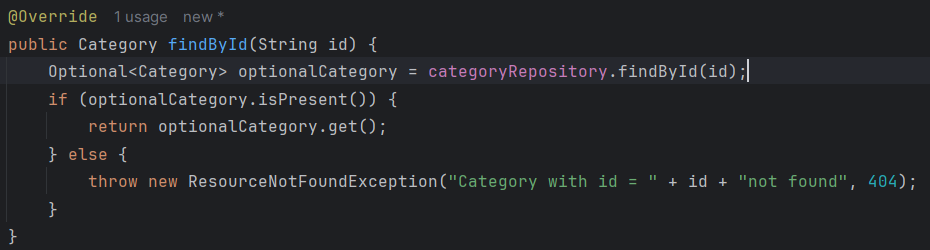 @Override 1 usage new *
public Category findById(String id) {
Optional<Category> optionalCategory = categoryRepository.findById(id);
if (optionalCategory.isPresent()) {
return optionalCategory.get();
} else {
throw new ResourceNotFoundException("Category with id = " + id + "not found", 404);
}
}